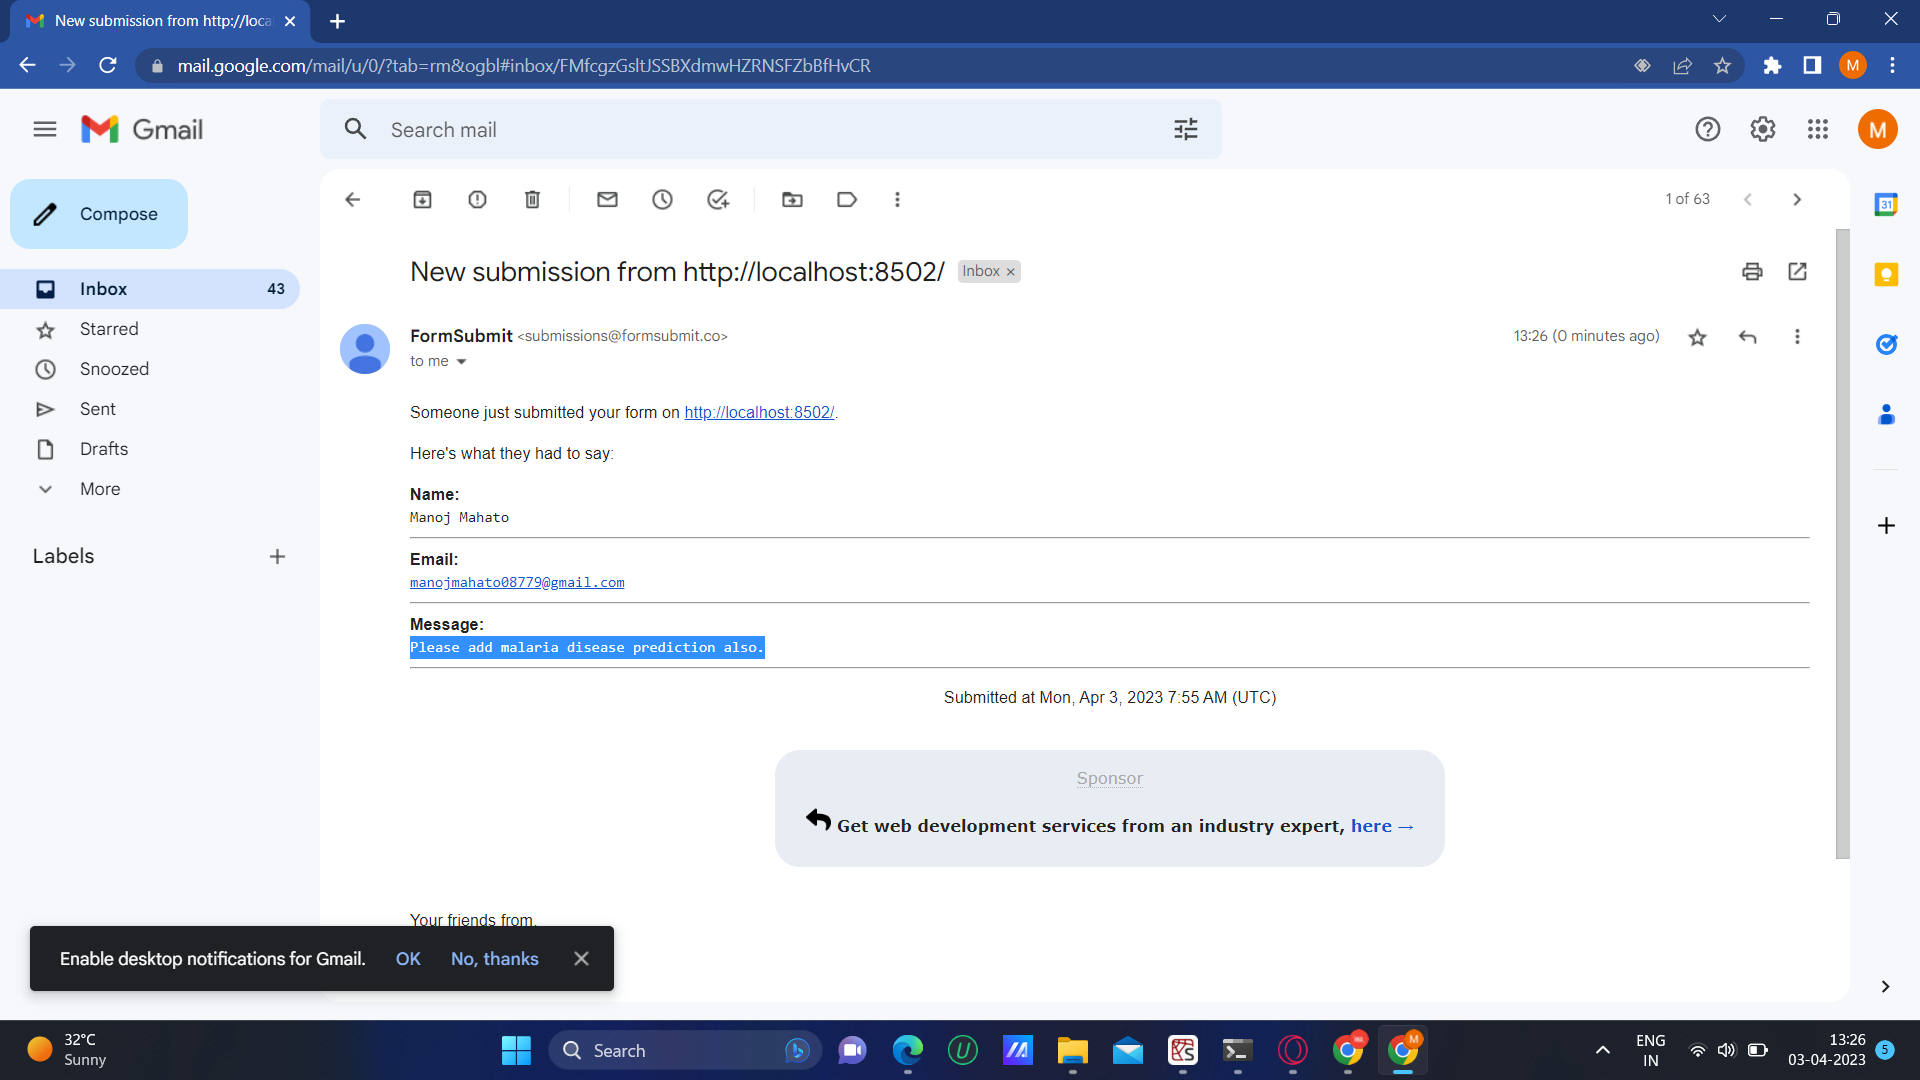 New submission from http://loca
mail.google.com/mail/u/0/?tab=rm&ogbl#inbox/FMfcgzGsltJSSBXdmwHZRNSFZbBfHvCR
M
Gmail
Search mail
M
Compose
1 of 63
31
Inbox 43
Starred
Snoozed
Sent
Drafts
More
Labels
New submission from http://localhost:8502/ Inbox ×
FormSubmit <submissions@formsubmit.co> 13:26 (0 minutes ago)
to me
Someone just submitted your form on http://localhost:8502/.
Here's what they had to say:
Name:
Manoj Mahato
Email:
manojmahato08779@gmail.com
Message:
Please add malaria disease prediction also.
Submitted at Mon, Apr 3, 2023 7:55 AM (UTC)
Sponsor
Get web development services from an industry expert, here →
Your friends from,
Enable desktop notifications for Gmail. OK No, thanks
32°C
Sunny
Search
M
ENG
IN
13:26
03-04-2023
5